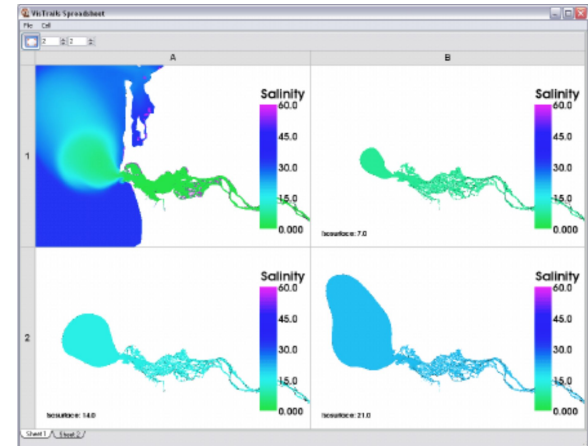 VisTrails Spreadsheet
File Cell
2 2
A B
1
Salinity
60.0
45.0
30.0
15.0
0.000
Salinity
60.0
45.0
30.0
15.0
0.000
Isosurface: 7.0
2
Salinity
60.0
45.0
30.0
15.0
0.000
Isosurface: 14.0
Salinity
60.0
45.0
30.0
15.0
0.000
Isosurface: 21.0
Sheet 1 Sheet 2